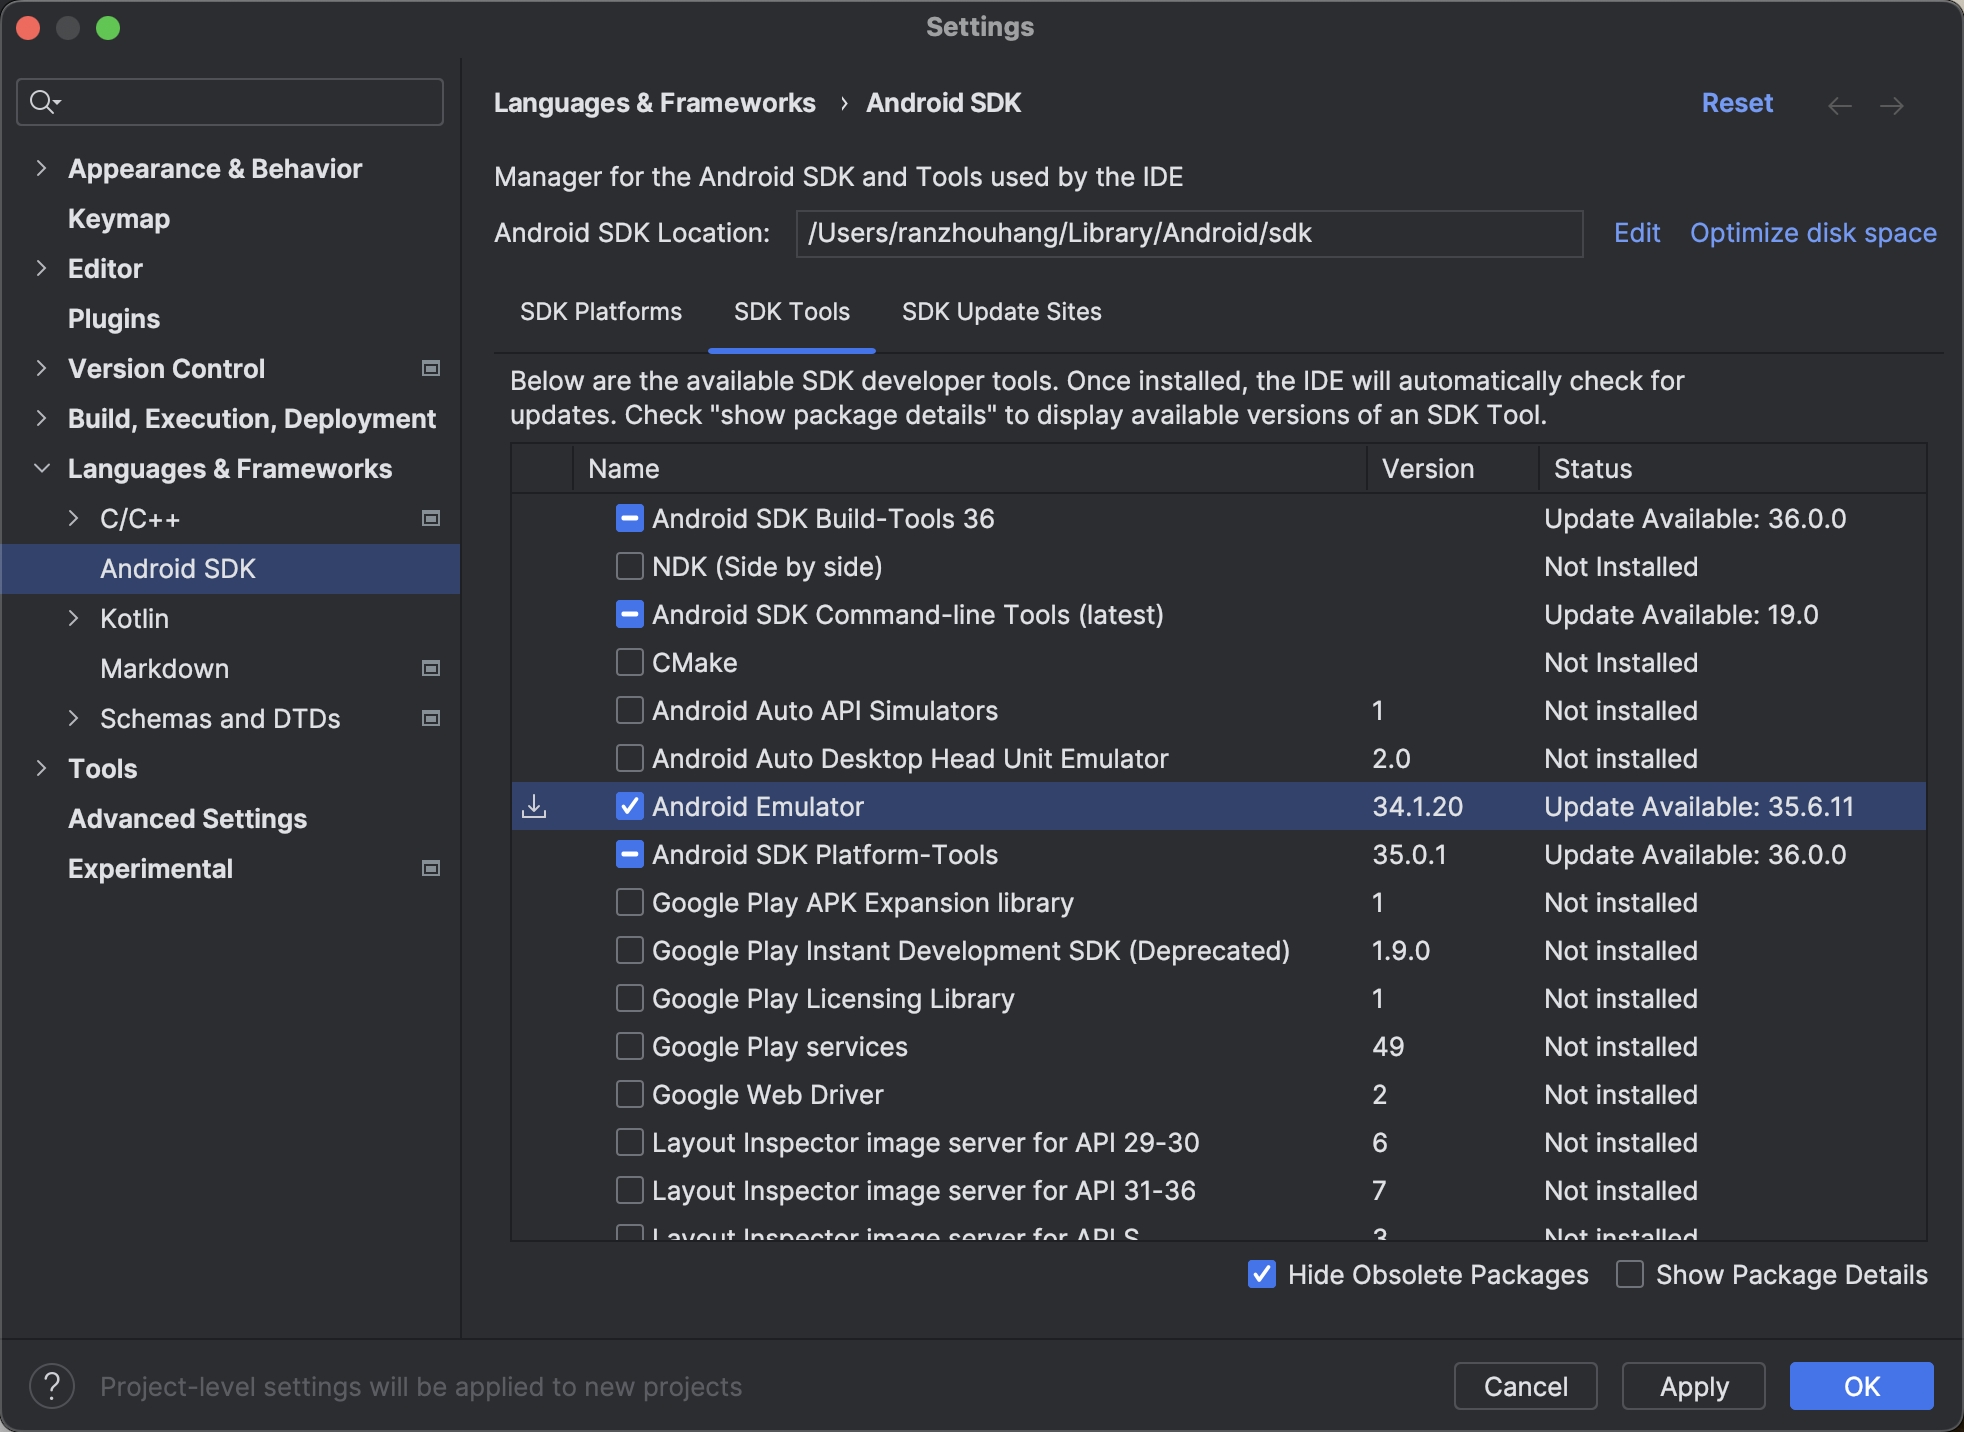 Settings
Languages & Frameworks › Android SDK
Reset
Appearance & Behavior
Keymap
Editor
Plugins
Version Control
Build, Execution, Deployment
Languages & Frameworks
C/C++
Android SDK
Kotlin
Markdown
Schemas and DTDs
Tools
Advanced Settings
Experimental
Manager for the Android SDK and Tools used by the IDE
Android SDK Location: /Users/ranzhouhang/Library/Android/sdk Edit Optimize disk space
SDK Platforms SDK Tools SDK Update Sites
Below are the available SDK developer tools. Once installed, the IDE will automatically check for
updates. Check "show package details" to display available versions of an SDK Tool.
Name Version Status
Android SDK Build-Tools 36 Update Available: 36.0.0
NDK (Side by side) Not Installed
Android SDK Command-line Tools (latest) Update Available: 19.0
CMake Not Installed
Android Auto API Simulators 1 Not installed
Android Auto Desktop Head Unit Emulator 2.0 Not installed
Android Emulator 34.1.20 Update Available: 35.6.11
Android SDK Platform-Tools 35.0.1 Update Available: 36.0.0
Google Play APK Expansion library 1 Not installed
Google Play Instant Development SDK (Deprecated) 1.9.0 Not installed
Google Play Licensing Library 1 Not installed
Google Play services 49 Not installed
Google Web Driver 2 Not installed
Layout Inspector image server for API 29-30 6 Not installed
Layout Inspector image server for API 31-36 7 Not installed
Layout Inspector image server for API S 3 Not installed
Hide Obsolete Packages Show Package Details
? Project-level settings will be applied to new projects
Cancel Apply OK